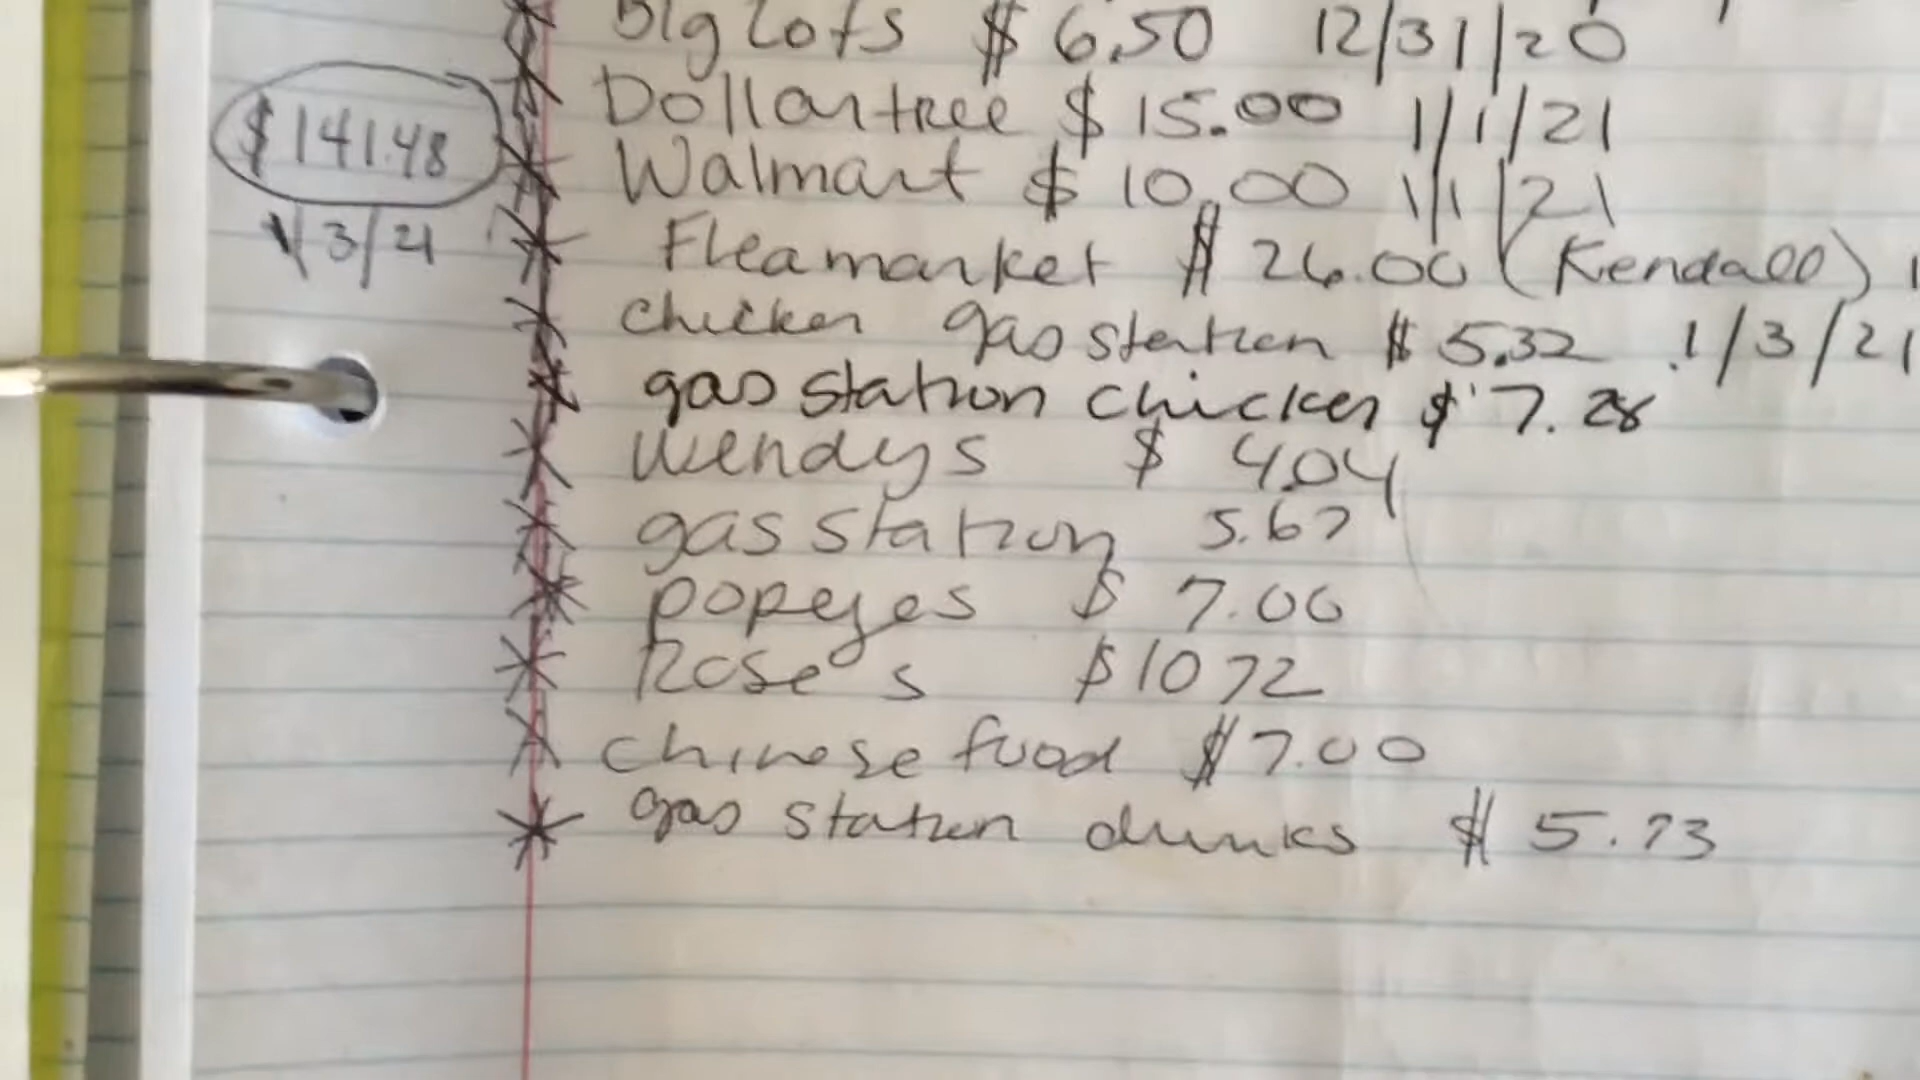 Big Lots $ 6.50 12/31/20
Dollartree $ 15.00 1/1/21
$ 141.48
Walmart $ 10.00 1/1/21
1/3/21
Fleamarket $ 26.00 (Kendall) 1
chicken gas station $ 5.32 1/3/21
gas station chicken $ 7.28
Wendys $ 4.04
gas station 5.67
popeyes $ 7.00
Rose's $10 72
chinese food $7.00
gas station drinks $ 5.73